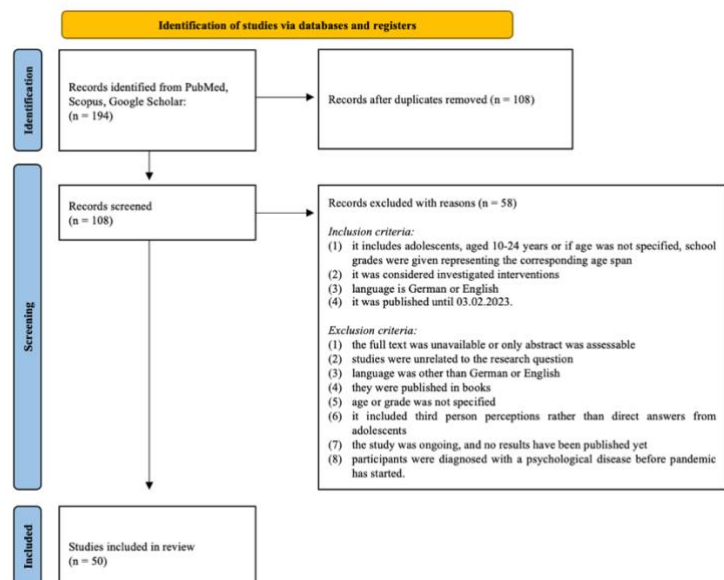 Identification of studies via databases and registers
Identification
Records identified from PubMed,
Scopus, Google Scholar:
(n = 194)
Records after duplicates removed (n = 108)
Screening
Records screened
(n = 108)
Records excluded with reasons (n = 58)
Inclusion criteria:
(1) it includes adolescents, aged 10-24 years or if age was not specified, school
grades were given representing the corresponding age span
(2) it was considered investigated interventions
(3) language is German or English
(4) it was published until 03.02.2023.
Exclusion criteria:
(1) the full text was unavailable or only abstract was assessable
(2) studies were unrelated to the research question
(3) language was other than German or English
(4) they were published in books
(5) age or grade was not specified
(6) it included third person perceptions rather than direct answers from
adolescents
(7) the study was ongoing, and no results have been published yet
(8) participants were diagnosed with a psychological disease before pandemic
has started.
Included
Studies included in review
(n = 50)